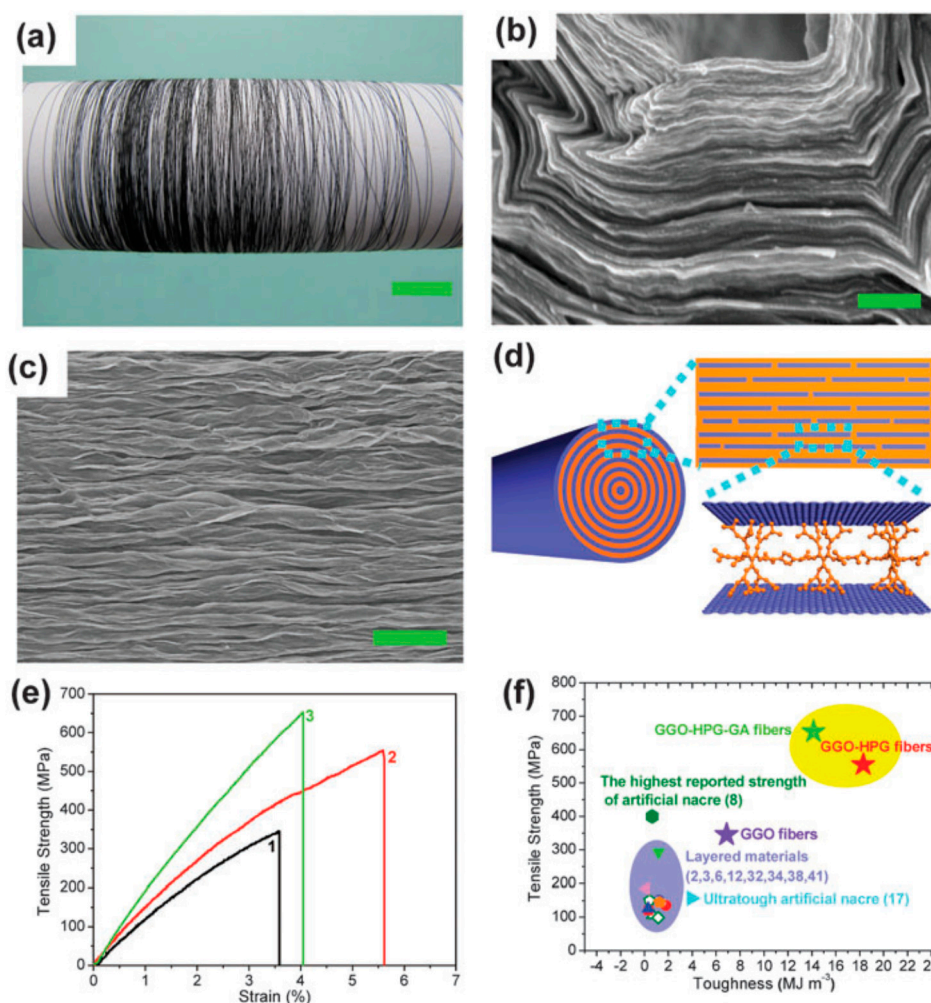 (a)
(b)
(c)
(d)
(e)
700
600
500
400
300
200
100
0
Tensile Strength (MPa)
3
2
1
0 1 2 3 4 5 6 7
Strain (%)
(f)
800
700
600
500
400
300
200
100
0
Tensile Strength (MPa)
GGO-HPG-GA fibers
GGO-HPG fibers
The highest reported strength
of artificial nacre (8)
GGO fibers
Layered materials
(2,3,6,12,32,34,38,41)
Ultratough artificial nacre (17)
-4 -2 0 2 4 6 8 10 12 14 16 18 20 22 24
Toughness (MJ m⁻³)